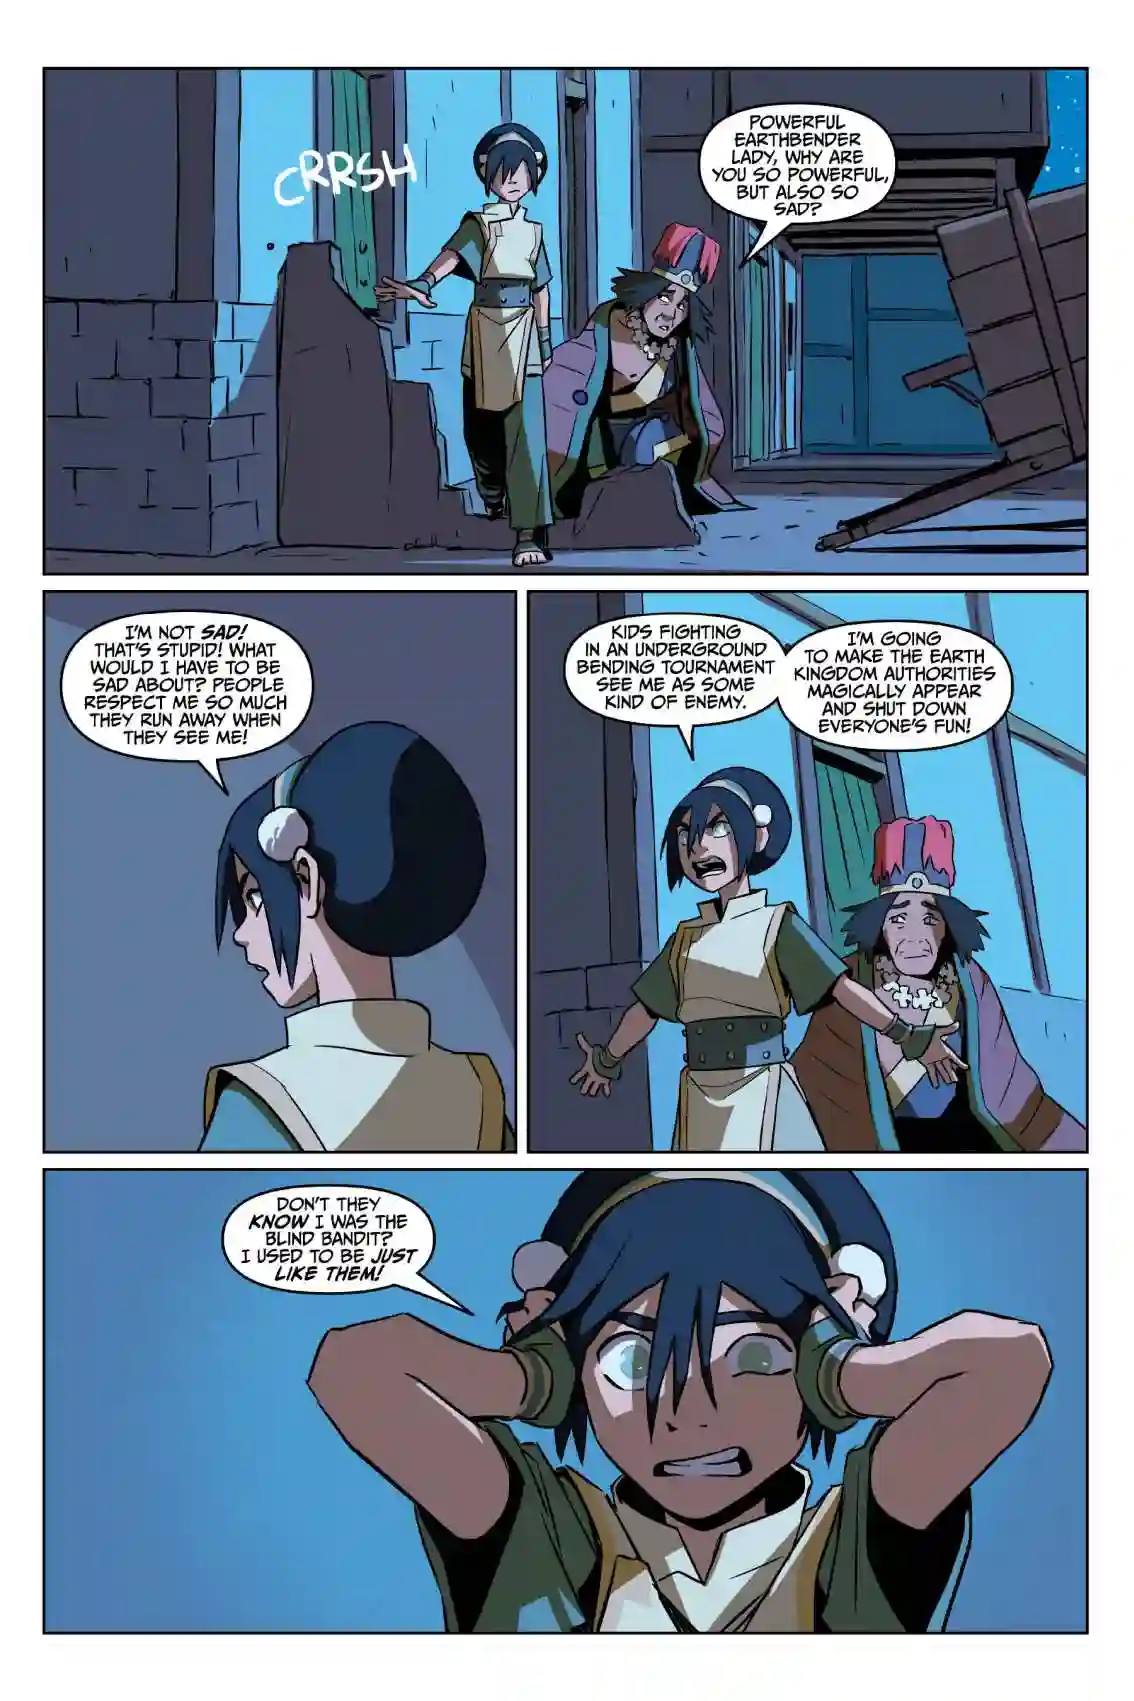 CRRSH
POWERFUL
EARTHBENDER
LADY, WHY ARE
YOU SO POWERFUL,
BUT ALSO SO
SAD?
I'M NOT SAD!
THAT'S STUPID! WHAT
WOULD I HAVE TO BE
SAD ABOUT? PEOPLE
RESPECT ME SO MUCH
THEY RUN AWAY WHEN
THEY SEE ME!
KIDS FIGHTING
IN AN UNDERGROUND
BENDING TOURNAMENT
SEE ME AS SOME
KIND OF ENEMY.
I'M GOING
TO MAKE THE EARTH
KINGDOM AUTHORITIES
MAGICALLY APPEAR
AND SHUT DOWN
EVERYONE'S FUN!
DON'T THEY
KNOW I WAS THE
BLIND BANDIT?
I USED TO BE JUST
LIKE THEM!